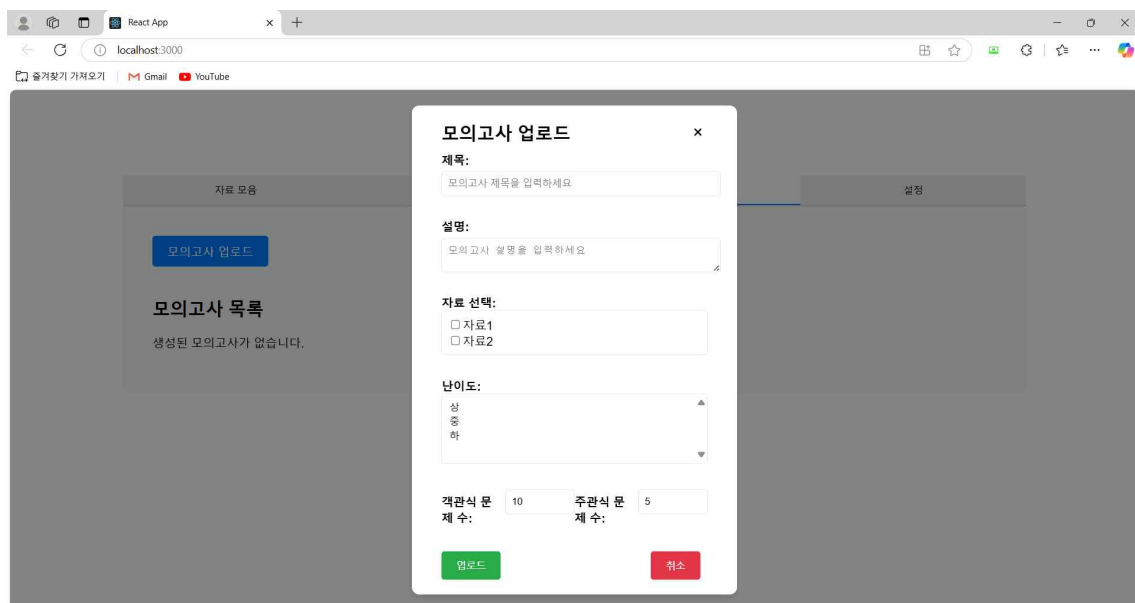 React App
localhost:3000
즐겨찾기 가져오기 Gmail YouTube
모의고사 업로드 ×
제목:
모의고사 제목을 입력하세요
자료 모음
설정
설명:
모의고사 설명을 입력하세요
모의고사 업로드
모의고사 목록
생성된 모의고사가 없습니다.
자료 선택:
자료1
자료2
난이도:
상
중
하
객관식 문 10 주관식 문 5
제 수: 제 수:
업로드 취소